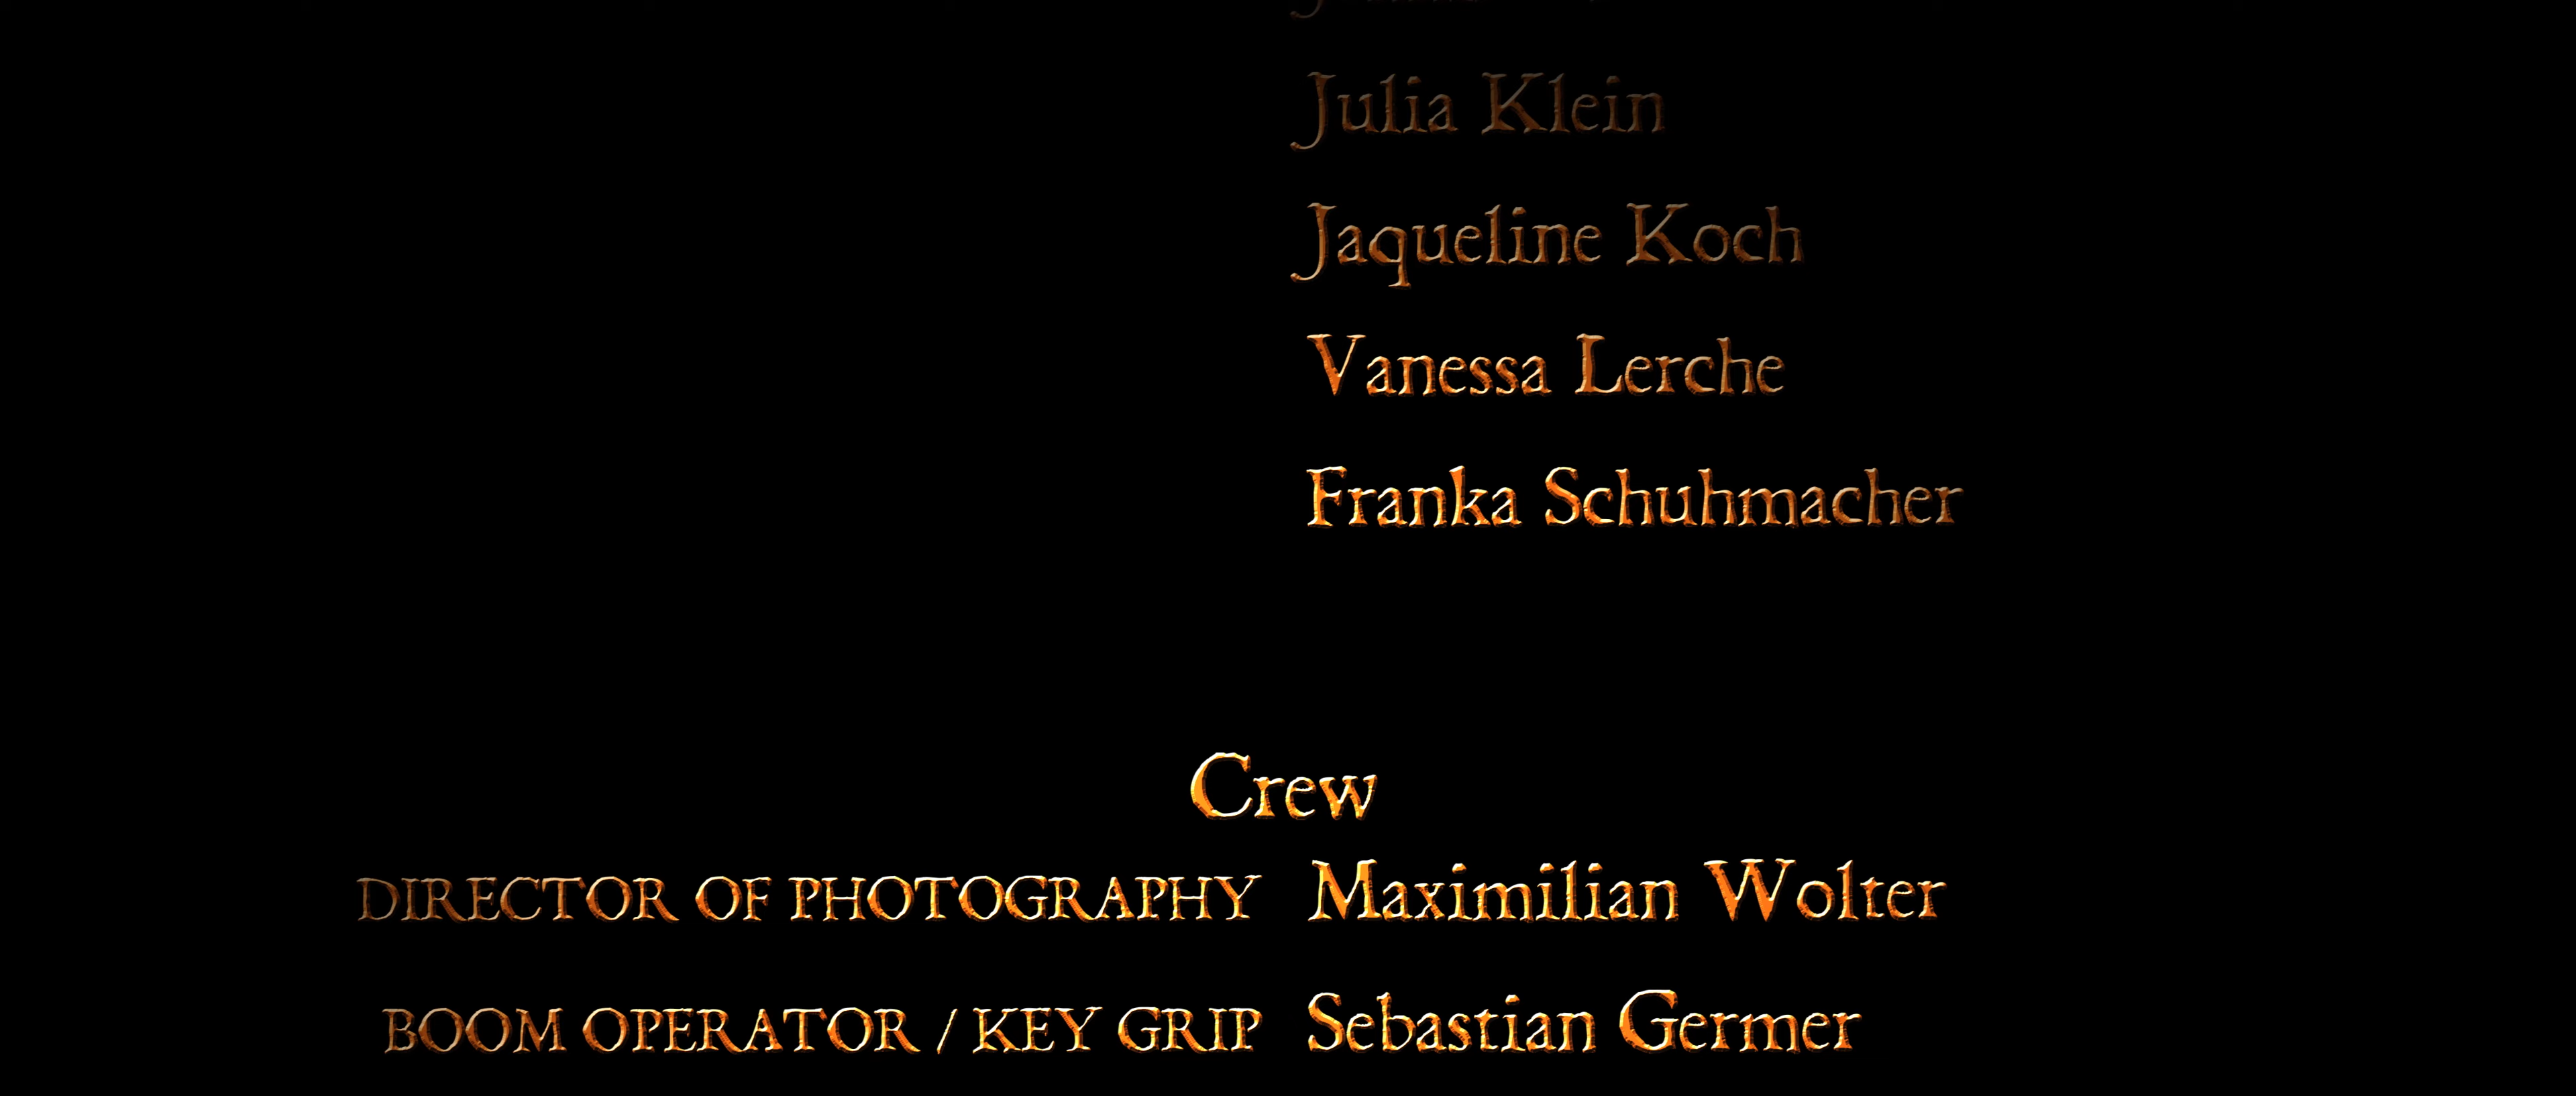 Julia Klein
Jaqueline Koch
Vanessa Lerche
Franka Schuhmacher
Crew
DIRECTOR OF PHOTOGRAPHY Maximilian Wolter
BOOM OPERATOR / KEY GRIP Sebastian Germer